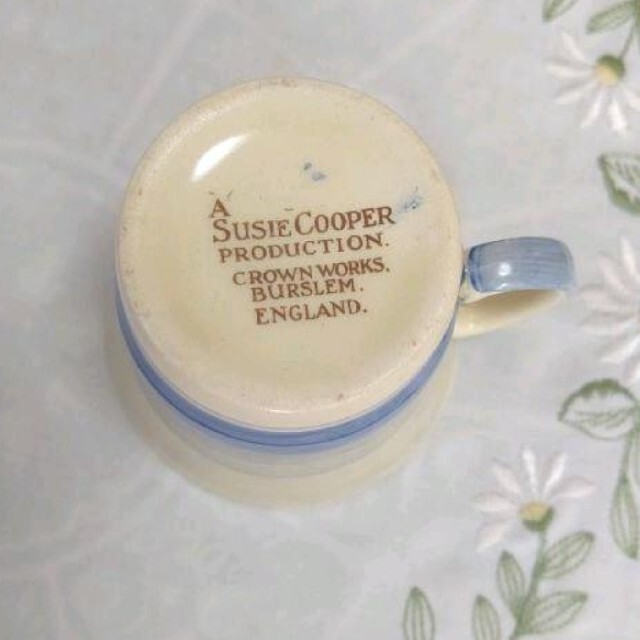 A
SUSIE COOPER
PRODUCTION.
CROWN WORKS.
BURSLEM.
ENGLAND.